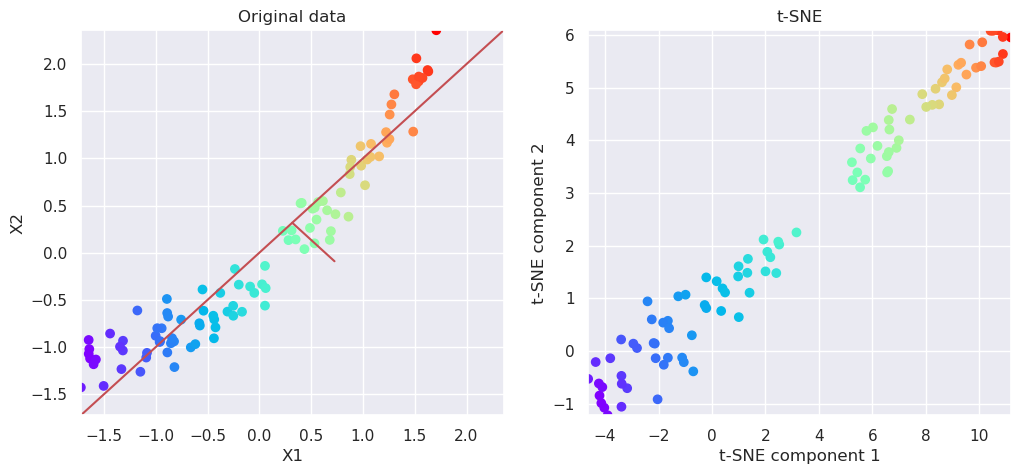 Original data
t-SNE
2.0
1.5
1.0
0.5
0.0
−0.5
−1.0
−1.5
X2
−1.5 −1.0 −0.5 0.0 0.5 1.0 1.5 2.0
X1
6
5
4
3
2
1
0
−1
t-SNE component 2
−4 −2 0 2 4 6 8 10
t-SNE component 1